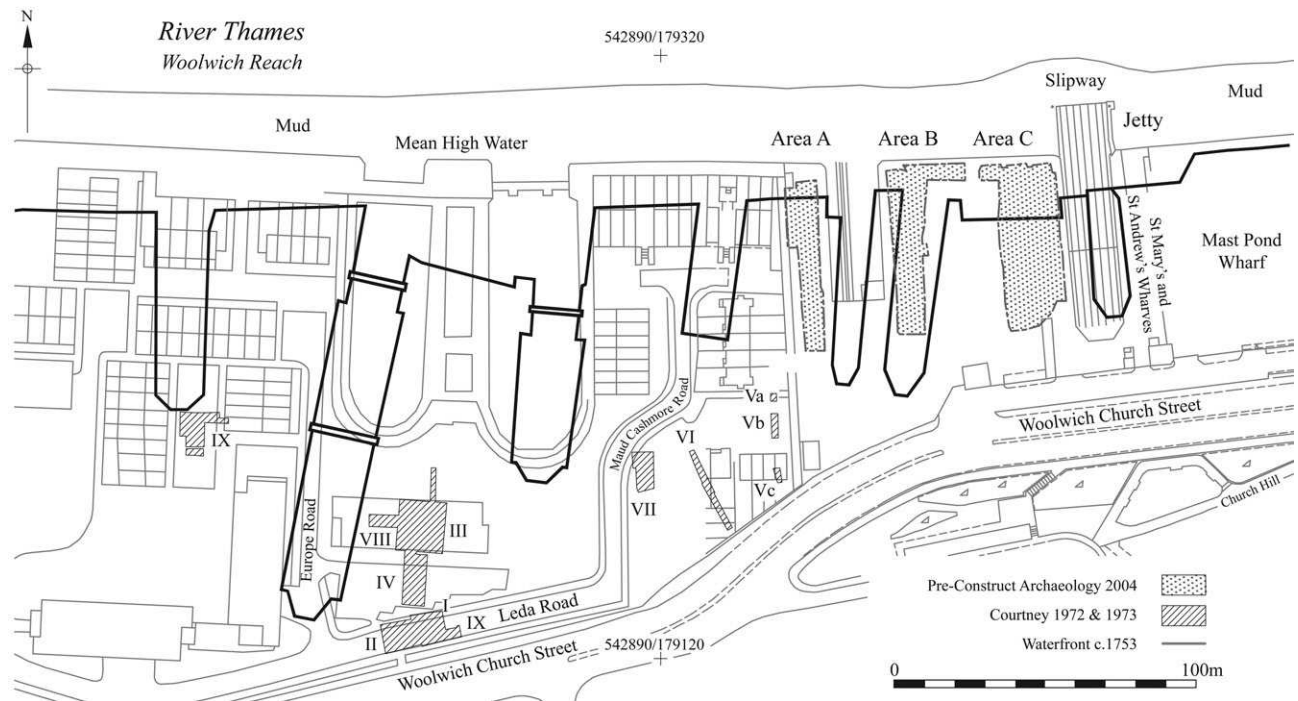 N
River Thames
Woolwich Reach
542890/179320
Slipway
Mud
Mud
Jetty
Mean High Water
Area A
Area B
Area C
St Mary's and
St Andrew's Wharves
Mast Pond
Wharf
Maud Cashmore Road
Va
Vb
Vc
VI
VII
Woolwich Church Street
Church Hill
IX
Europe Road
VIII
III
IV
I
IX
II
Leda Road
Woolwich Church Street
542890/179120
Pre-Construct Archaeology 2004
Courtney 1972 & 1973
Waterfront c.1753
0
100m